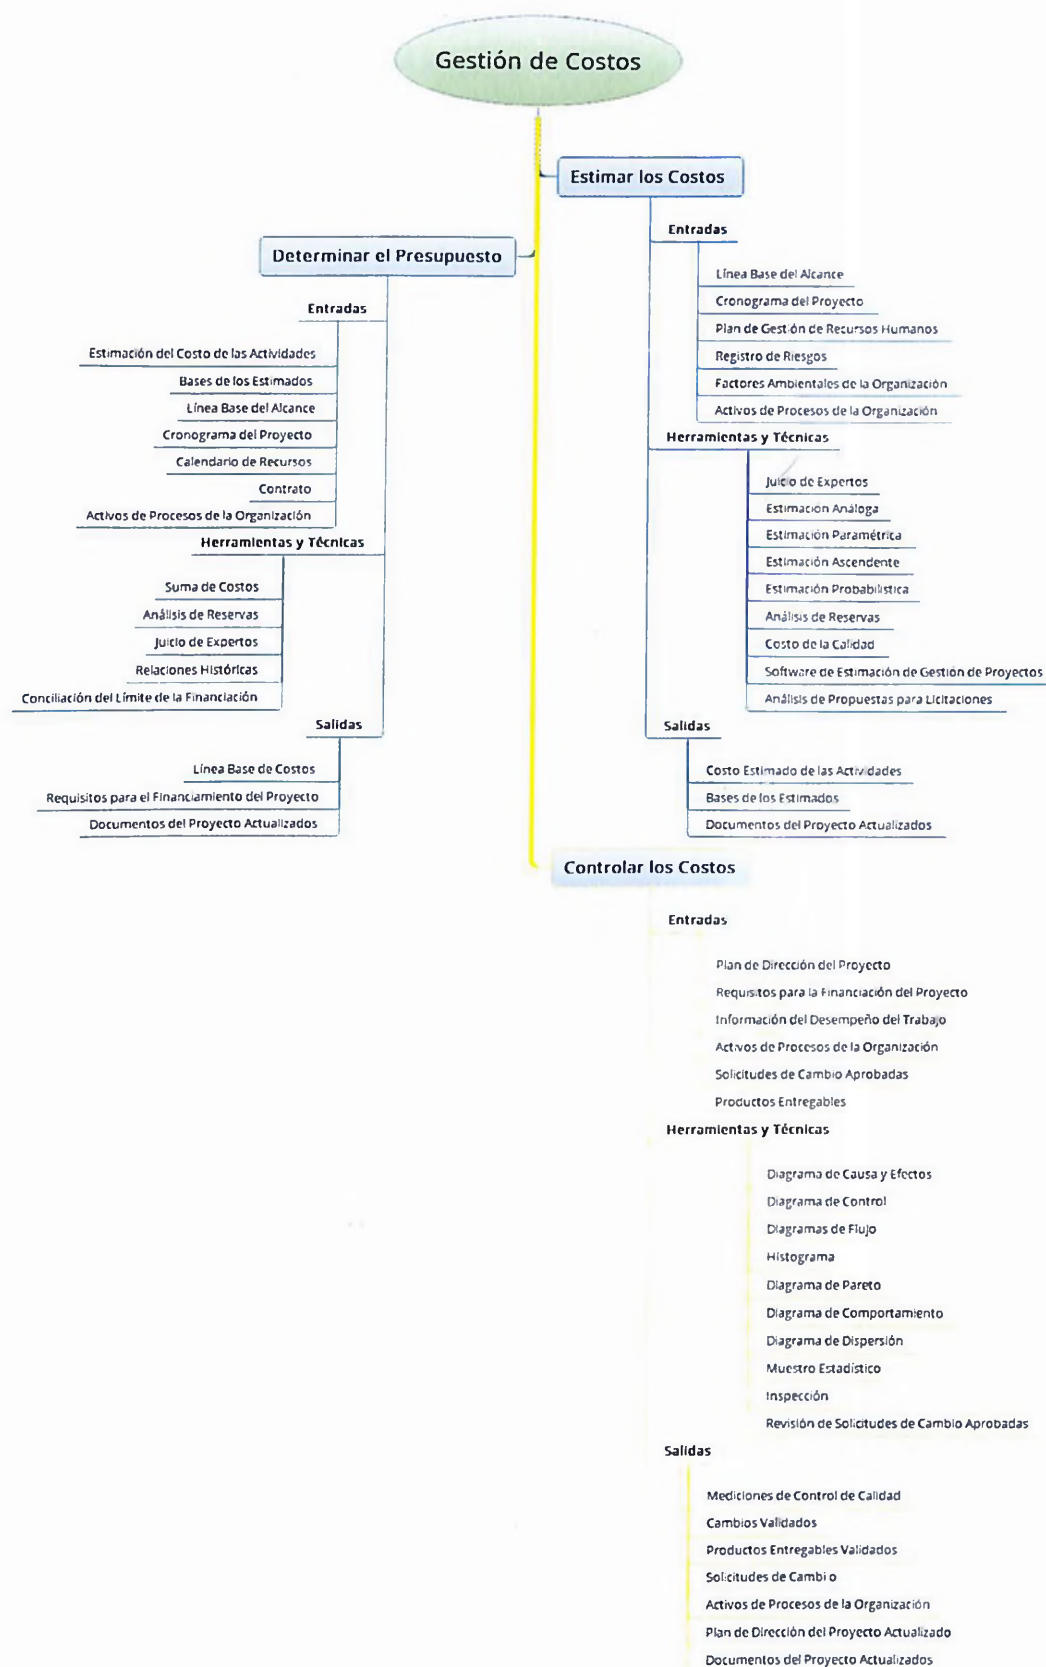 Gestión de Costos
Estimar los Costos
Entradas
Línea Base del Alcance
Cronograma del Proyecto
Plan de Gestión de Recursos Humanos
Registro de Riesgos
Factores Ambientales de la Organización
Activos de Procesos de la Organización
Herramientas y Técnicas
Juicio de Expertos
Estimación Análoga
Estimación Paramétrica
Estimación Ascendente
Estimación Probabilística
Análisis de Reservas
Costo de la Calidad
Software de Estimación de Gestión de Proyectos
Análisis de Propuestas para Licitaciones
Salidas
Costo Estimado de las Actividades
Bases de los Estimados
Documentos del Proyecto Actualizados
Determinar el Presupuesto
Entradas
Estimación del Costo de las Actividades
Bases de los Estimados
Línea Base del Alcance
Cronograma del Proyecto
Calendario de Recursos
Contrato
Activos de Procesos de la Organización
Herramientas y Técnicas
Suma de Costos
Análisis de Reservas
Juicio de Expertos
Relaciones Históricas
Conciliación del Límite de la Financiación
Salidas
Línea Base de Costos
Requisitos para el Financiamiento del Proyecto
Documentos del Proyecto Actualizados
Controlar los Costos
Entradas
Plan de Dirección del Proyecto
Requisitos para la Financiación del Proyecto
Información del Desempeño del Trabajo
Activos de Procesos de la Organización
Solicitudes de Cambio Aprobadas
Productos Entregables
Herramientas y Técnicas
Diagrama de Causa y Efectos
Diagrama de Control
Diagramas de Flujo
Histograma
Diagrama de Pareto
Diagrama de Comportamiento
Diagrama de Dispersión
Muestro Estadístico
Inspección
Revisión de Solicitudes de Cambio Aprobadas
Salidas
Mediciones de Control de Calidad
Cambios Validados
Productos Entregables Validados
Solicitudes de Cambio
Activos de Procesos de la Organización
Plan de Dirección del Proyecto Actualizado
Documentos del Proyecto Actualizados